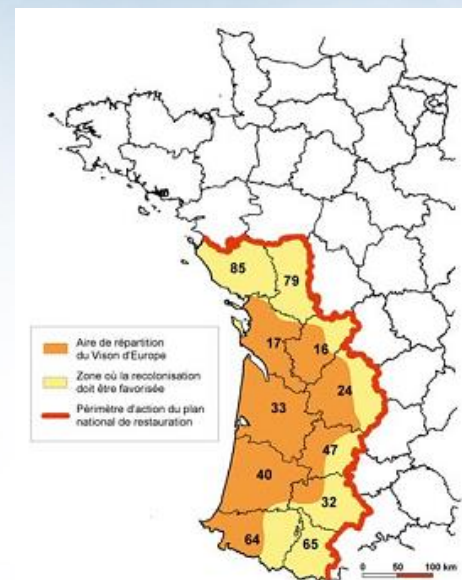 85
79
17
16
24
33
47
40
32
64
65
Aire de répartition
du Vison d'Europe
Zone où la recolonisation
doit être favorisée
Périmètre d'action du plan
national de restauration
0 50 100 km